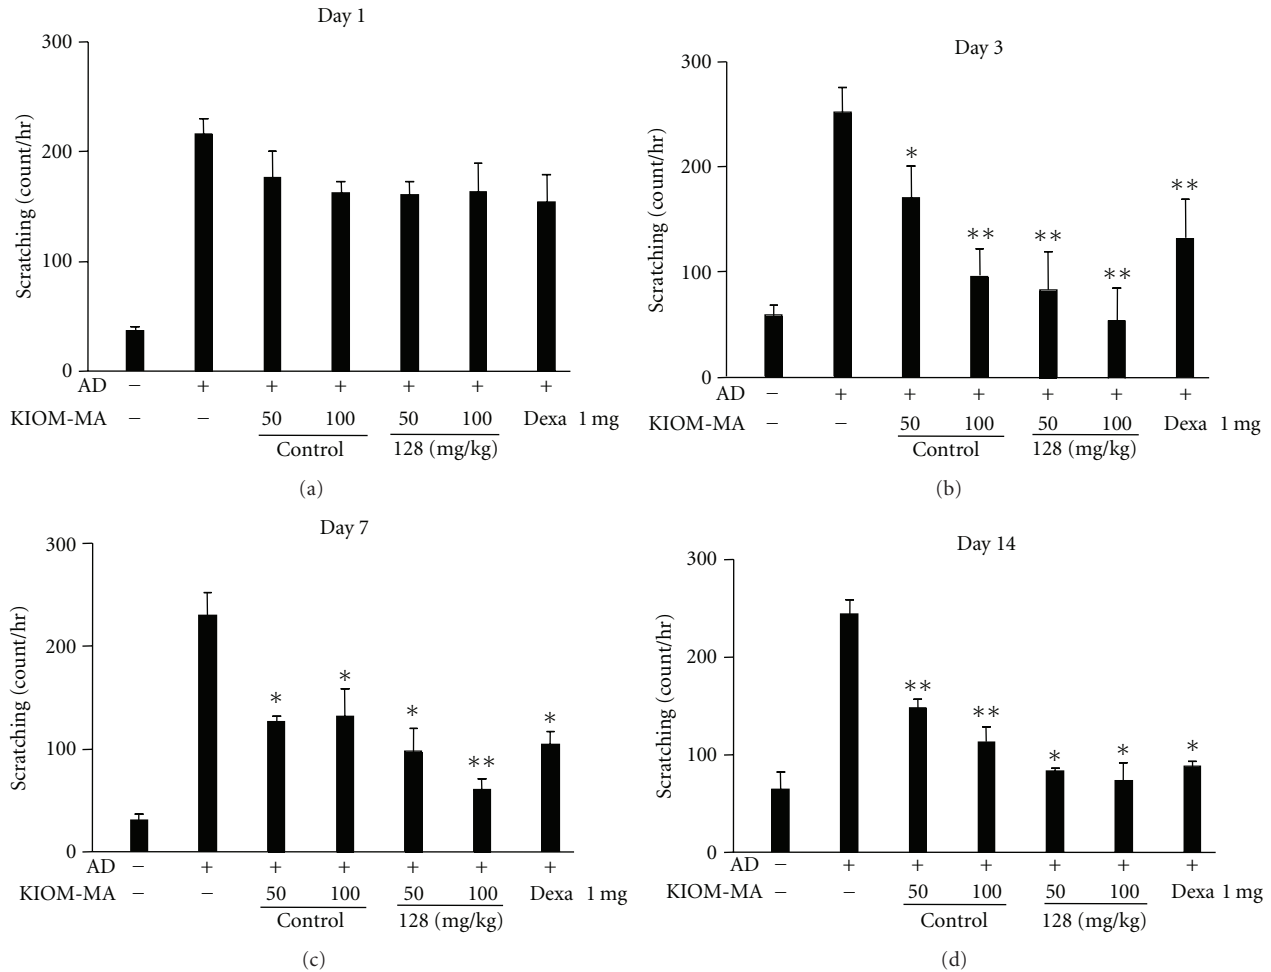 Day 1
300
200
100
0
Scratching (count/hr)
AD − + + + + + +
KIOM-MA − − 50 100 50 100 Dexa 1 mg
Control 128 (mg/kg)
(a)
Day 3
300
200
100
0
Scratching (count/hr)
* ** ** ** **
AD − + + + + + +
KIOM-MA − − 50 100 50 100 Dexa 1 mg
Control 128 (mg/kg)
(b)
Day 7
300
200
100
0
Scratching (count/hr)
* * * ** *
AD − + + + + + +
KIOM-MA − − 50 100 50 100 Dexa 1 mg
Control 128 (mg/kg)
(c)
Day 14
300
200
100
0
Scratching (count/hr)
** ** * * *
AD − + + + + + +
KIOM-MA − − 50 100 50 100 Dexa 1 mg
Control 128 (mg/kg)
(d)